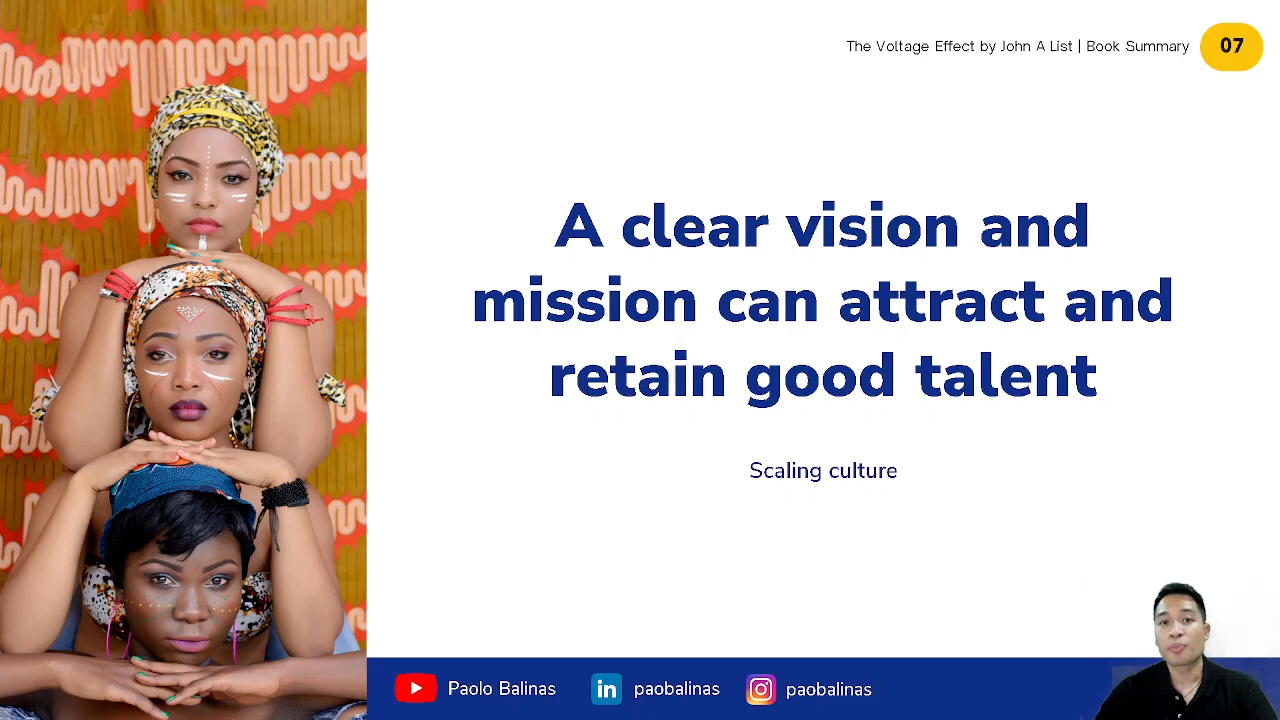 The Voltage Effect by John A List | Book Summary
07
A clear vision and
mission can attract and
retain good talent
Scaling culture
Paolo Balinas
in paobalinas
paobalinas